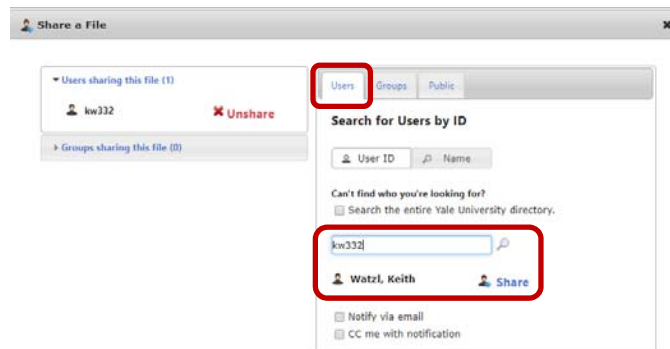 Share a File
Users sharing this file (1)
kw332 Unshare
Groups sharing this file (0)
Users Groups Public
Search for Users by ID
User ID Name
Can't find who you're looking for?
Search the entire Yale University directory.
kw332
Watzl, Keith Share
Notify via email
CC me with notification